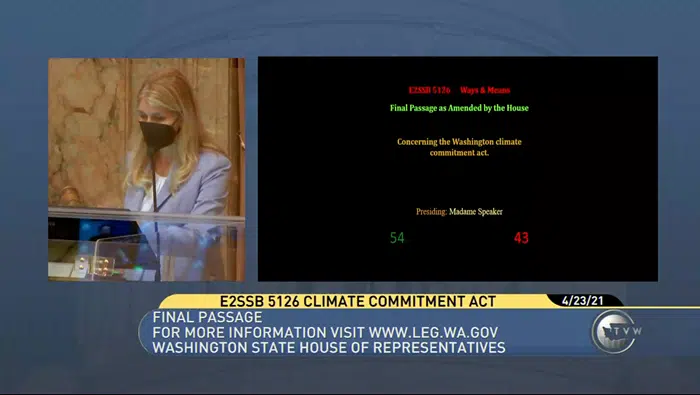 E2SSB 5126 Ways & Means
Final Passage as Amended by the House
Concerning the Washington climate
commitment act.
Presiding: Madame Speaker
54 43
E2SSB 5126 CLIMATE COMMITMENT ACT 4/23/21
FINAL PASSAGE
FOR MORE INFORMATION VISIT WWW.LEG.WA.GOV
WASHINGTON STATE HOUSE OF REPRESENTATIVES
TVW